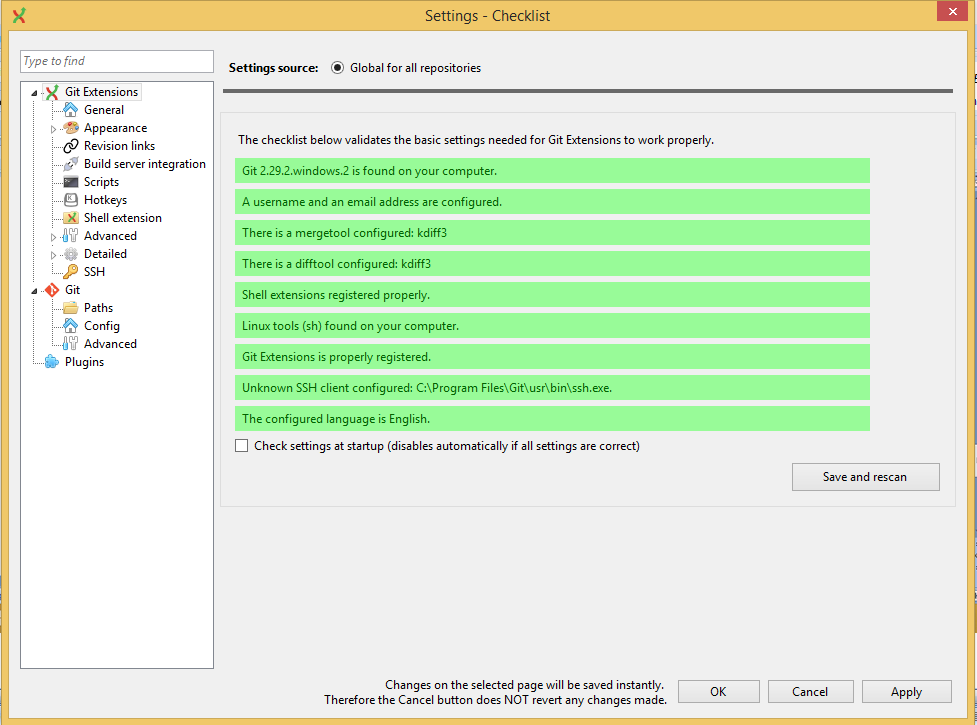 Settings - Checklist
Type to find
Settings source:
Global for all repositories
Git Extensions
General
Appearance
Revision links
Build server integration
Scripts
Hotkeys
Shell extension
Advanced
Detailed
SSH
Git
Paths
Config
Advanced
Plugins
The checklist below validates the basic settings needed for Git Extensions to work properly.
Git 2.29.2.windows.2 is found on your computer.
A username and an email address are configured.
There is a mergetool configured: kdiff3
There is a difftool configured: kdiff3
Shell extensions registered properly.
Linux tools (sh) found on your computer.
Git Extensions is properly registered.
Unknown SSH client configured: C:\Program Files\Git\usr\bin\ssh.exe.
The configured language is English.
Check settings at startup (disables automatically if all settings are correct)
Save and rescan
Changes on the selected page will be saved instantly.
Therefore the Cancel button does NOT revert any changes made.
OK
Cancel
Apply